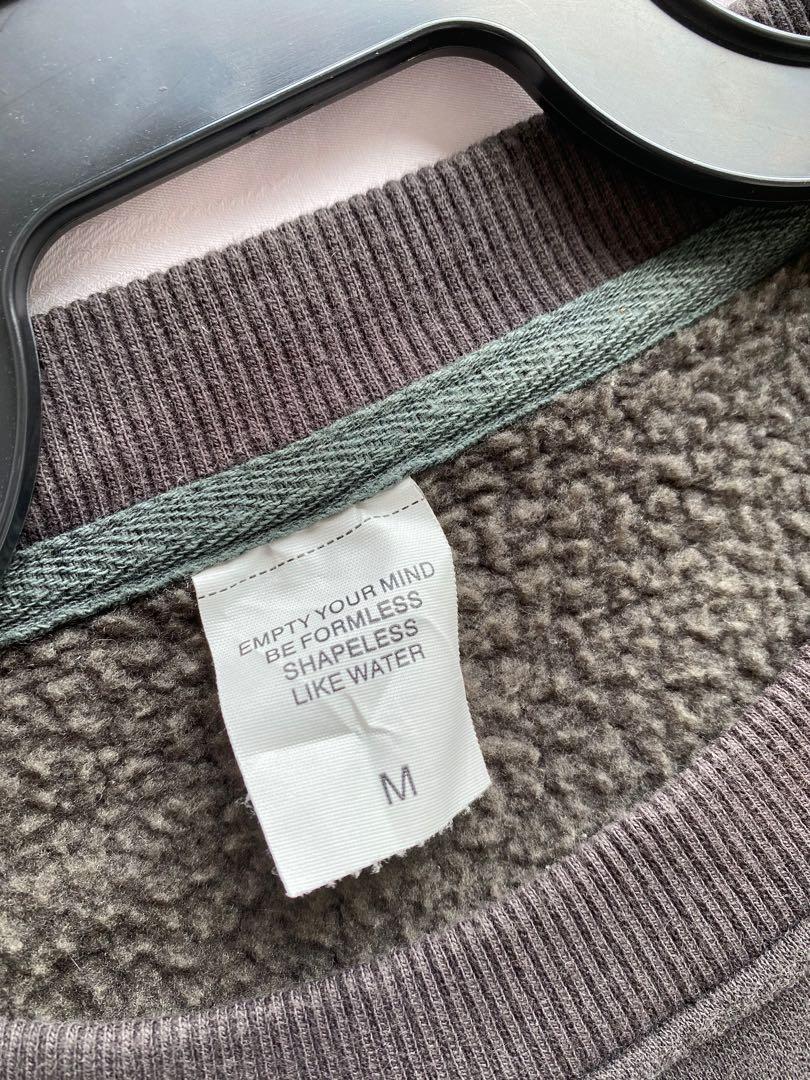 EMPTY YOUR MIND
BE FORMLESS
SHAPELESS
LIKE WATER
M